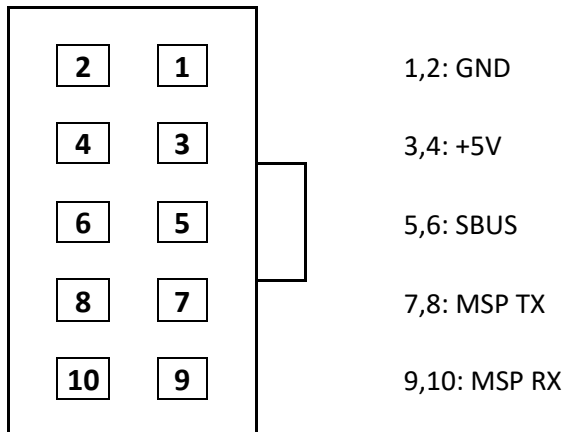 2 1 1,2: GND
4 3 3,4: +5V
6 5 5,6: SBUS
8 7 7,8: MSP TX
10 9 9,10: MSP RX